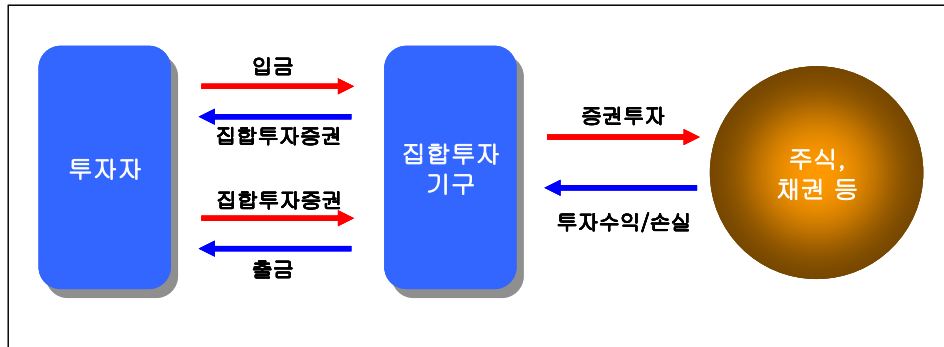 입금
집합투자증권
투자자
집합투자증권
출금
집합투자
기구
증권투자
투자수익/손실
주식,
채권 등